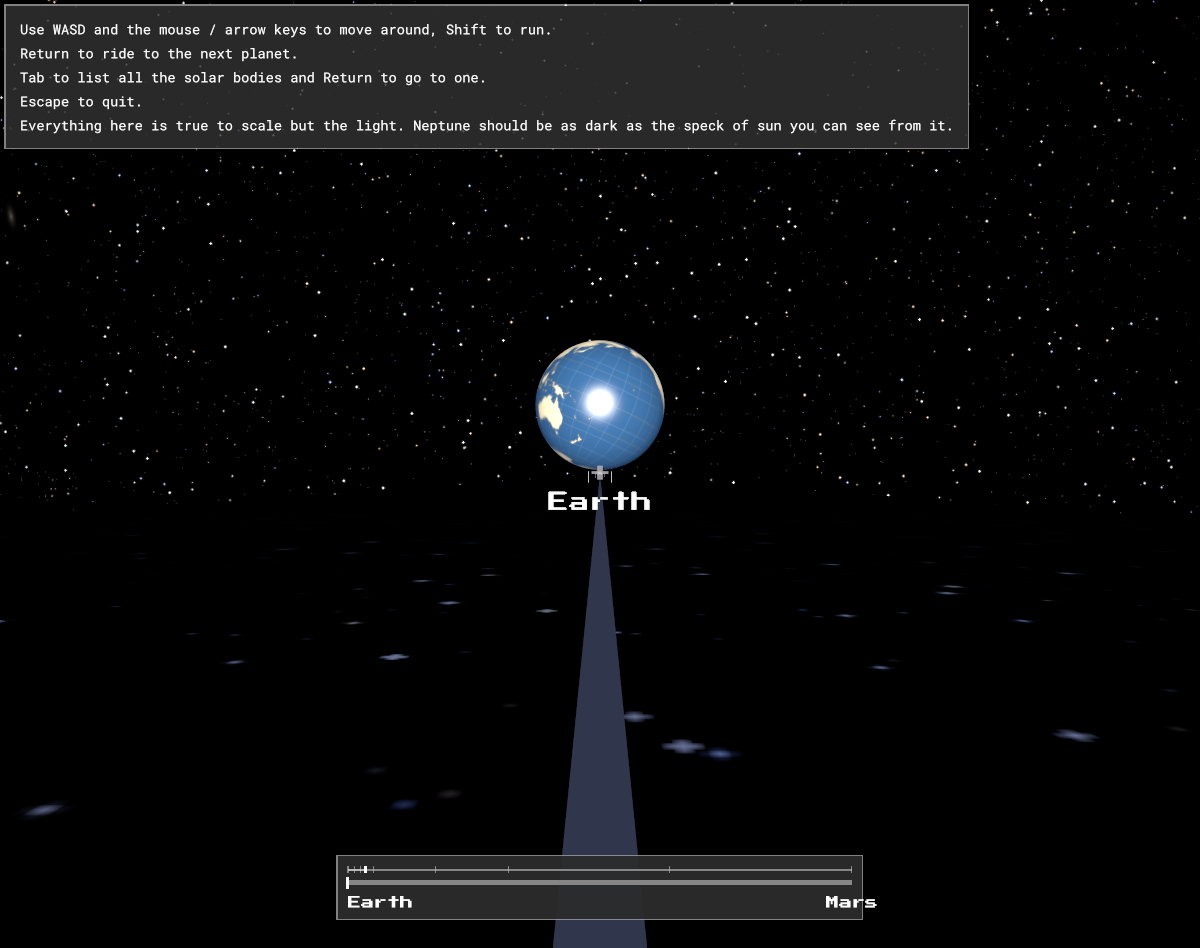 Use WASD and the mouse / arrow keys to move around, Shift to run.
Return to ride to the next planet.
Tab to list all the solar bodies and Return to go to one.
Escape to quit.
Everything here is true to scale but the light. Neptune should be as dark as the speck of sun you can see from it.
Earth
Earth Mars